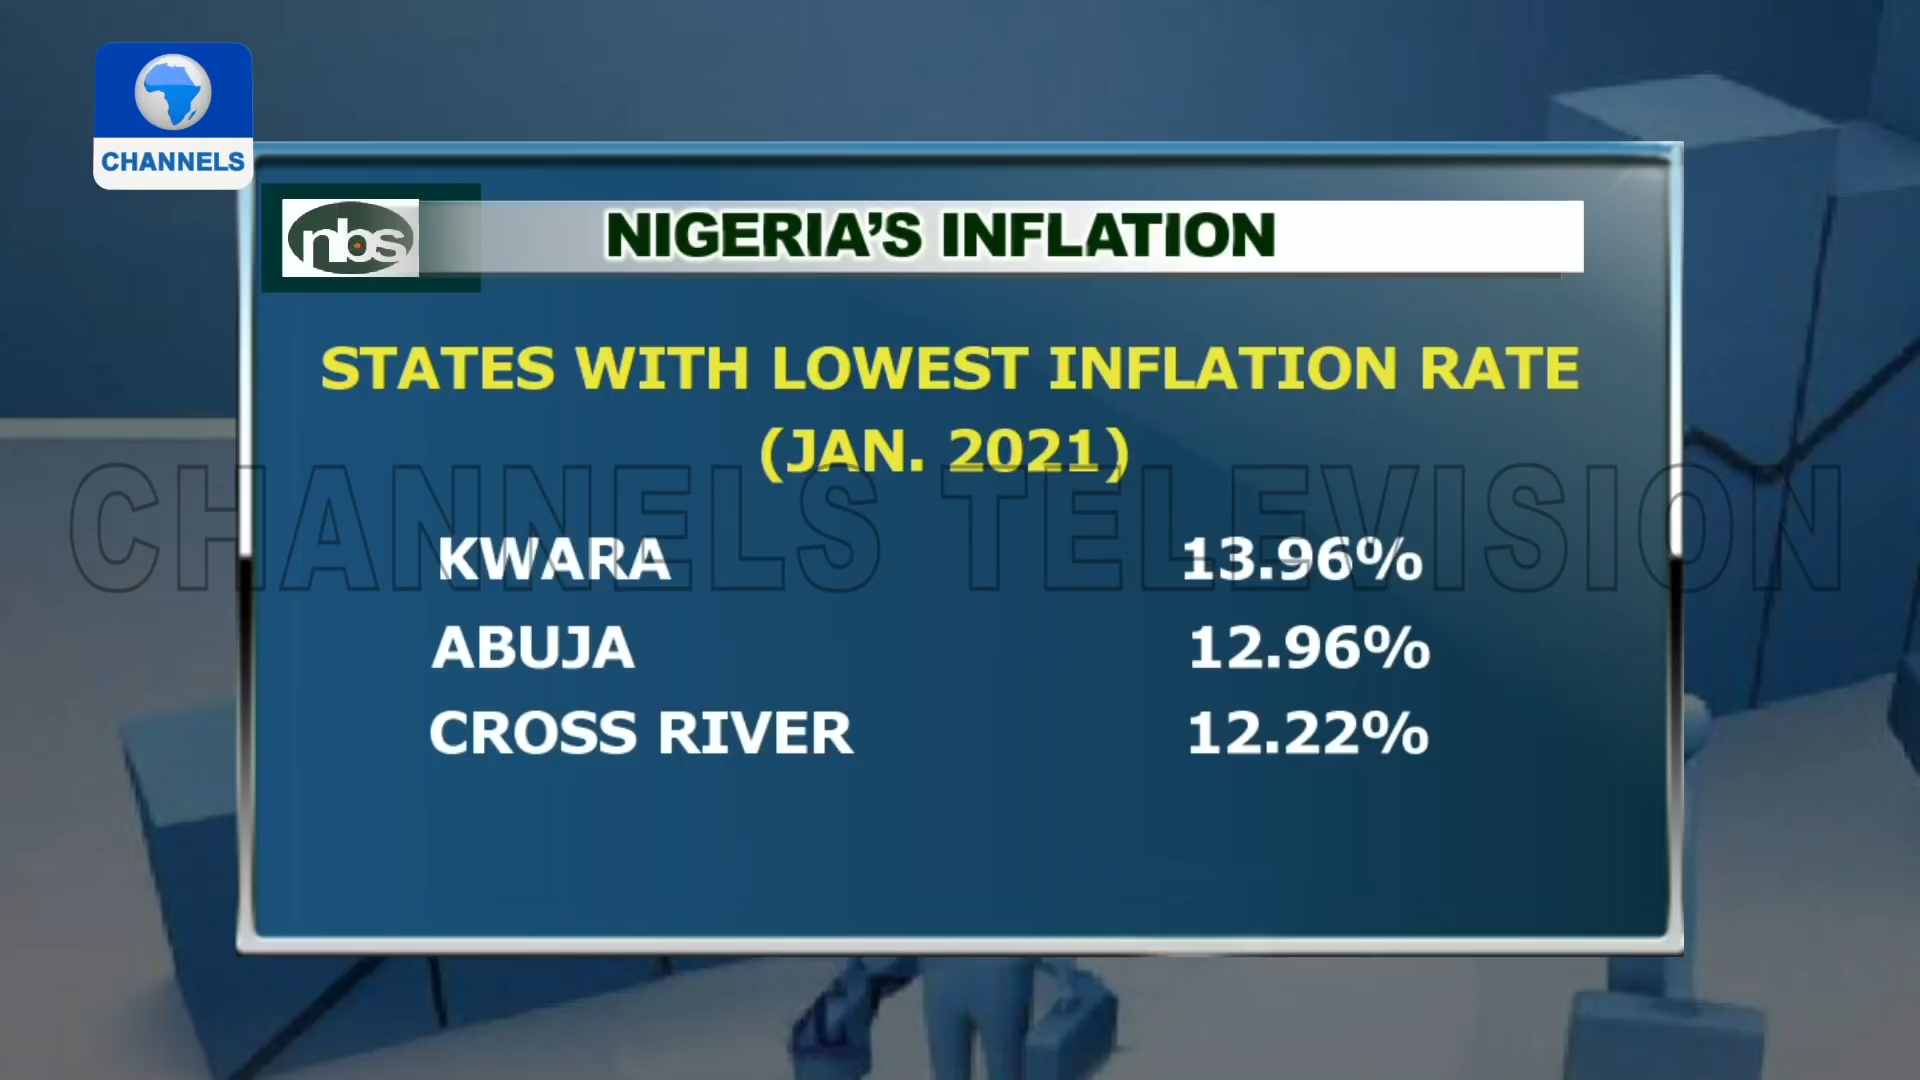 CHANNELS
nbs
NIGERIA'S INFLATION
STATES WITH LOWEST INFLATION RATE
(JAN. 2021)
CHANNELS TELEVISION
KWARA 13.96%
ABUJA 12.96%
CROSS RIVER 12.22%